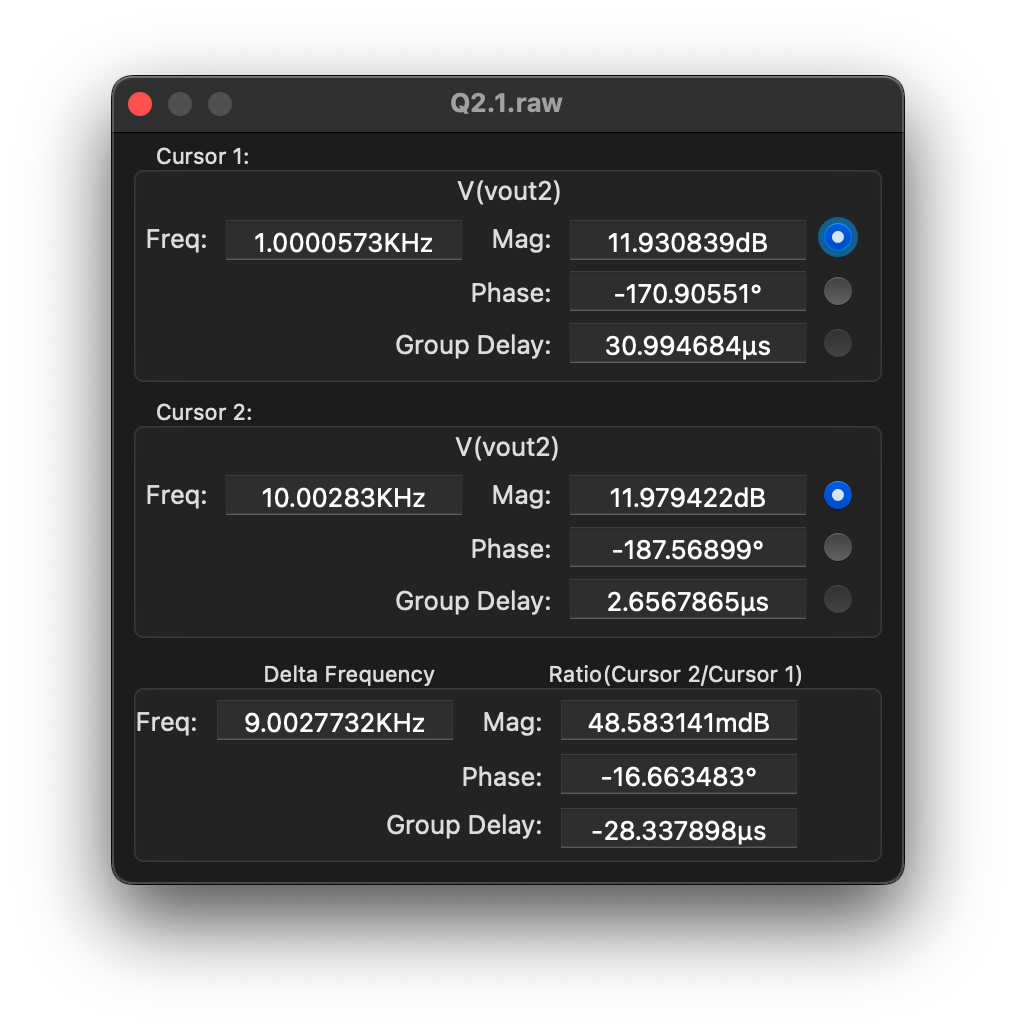 Q2.1.raw
Cursor 1:
V(vout2)
Freq: 1.0000573KHz Mag: 11.930839dB
Phase: -170.90551°
Group Delay: 30.994684µs
Cursor 2:
V(vout2)
Freq: 10.00283KHz Mag: 11.979422dB
Phase: -187.56899°
Group Delay: 2.6567865µs
Delta Frequency Ratio(Cursor 2/Cursor 1)
Freq: 9.0027732KHz Mag: 48.583141mdB
Phase: -16.663483°
Group Delay: -28.337898µs